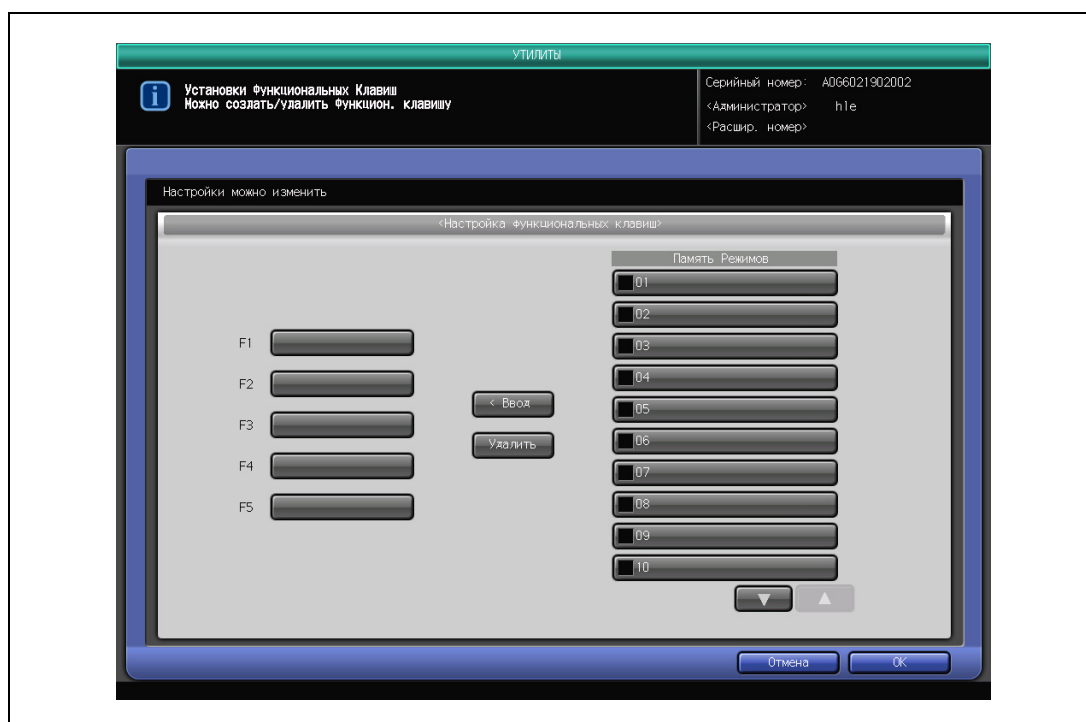 УТИЛИТЫ
Установки Функциональных Клавиш
Можно создать/удалить Функцион. клавишу
Серийный номер: A0G6021902002
<Администратор> hle
<Расшир. номер>
Настройки можно изменить
<Настройка функциональных клавиш>
Память Режимов
01
02
03
04
05
06
07
08
09
10
F1
F2
F3
F4
F5
< Ввод
Удалить
Отмена
OK